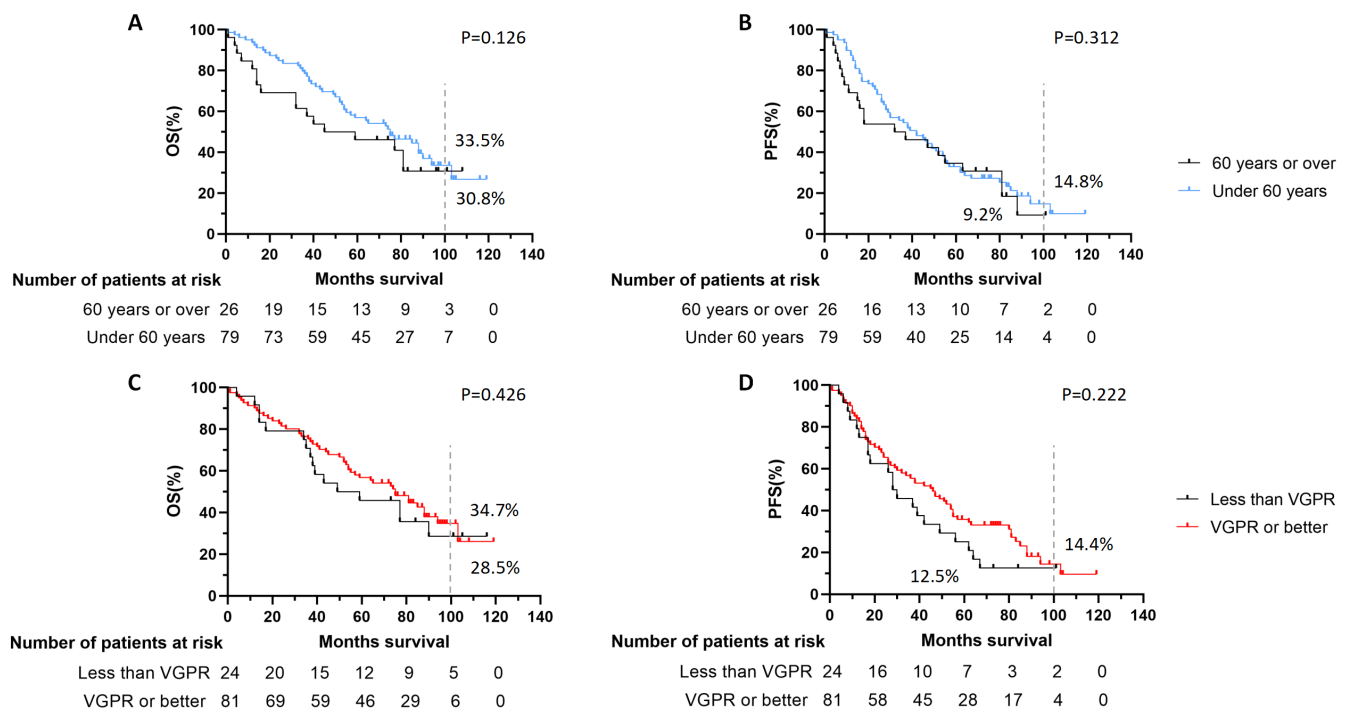 A
B
P=0.126
P=0.312
OS(%)
100
80
60
40
20
0
33.5%
30.8%
0 20 40 60 80 100 120 140
Months survival
PFS(%)
100
80
60
40
20
0
14.8%
9.2%
0 20 40 60 80 100 120 140
Months survival
60 years or over
Under 60 years
Number of patients at risk
60 years or over 26 19 15 13 9 3 0
Under 60 years 79 73 59 45 27 7 0
Number of patients at risk
60 years or over 26 16 13 10 7 2 0
Under 60 years 79 59 40 25 14 4 0
C
D
P=0.426
P=0.222
OS(%)
100
80
60
40
20
0
34.7%
28.5%
0 20 40 60 80 100 120 140
Months survival
PFS(%)
100
80
60
40
20
0
14.4%
12.5%
0 20 40 60 80 100 120 140
Months survival
Less than VGPR
VGPR or better
Number of patients at risk
Less than VGPR 24 20 15 12 9 5 0
VGPR or better 81 69 59 46 29 6 0
Number of patients at risk
Less than VGPR 24 16 10 7 3 2 0
VGPR or better 81 58 45 28 17 4 0